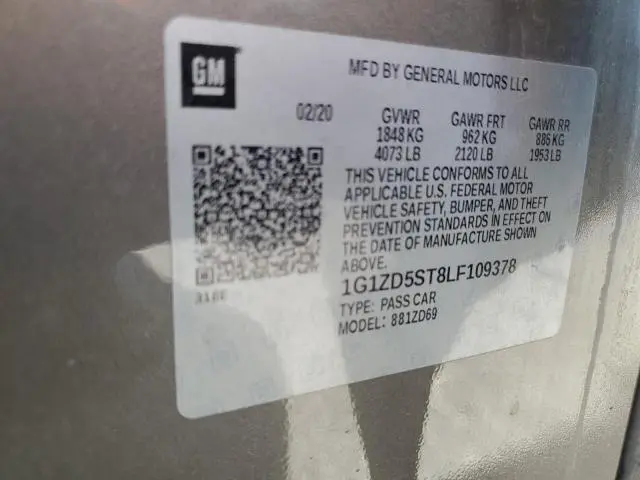 GM
MFD BY GENERAL MOTORS LLC
02/20
GVWR GAWR FRT GAWR RR
1848 KG 962 KG 886 KG
4073 LB 2120 LB 1953 LB
THIS VEHICLE CONFORMS TO ALL
APPLICABLE U.S. FEDERAL MOTOR
VEHICLE SAFETY, BUMPER, AND THEFT
PREVENTION STANDARDS IN EFFECT ON
THE DATE OF MANUFACTURE SHOWN
ABOVE.
1G1ZD5ST8LF109378
TYPE: PASS CAR
MODEL: 881ZD69